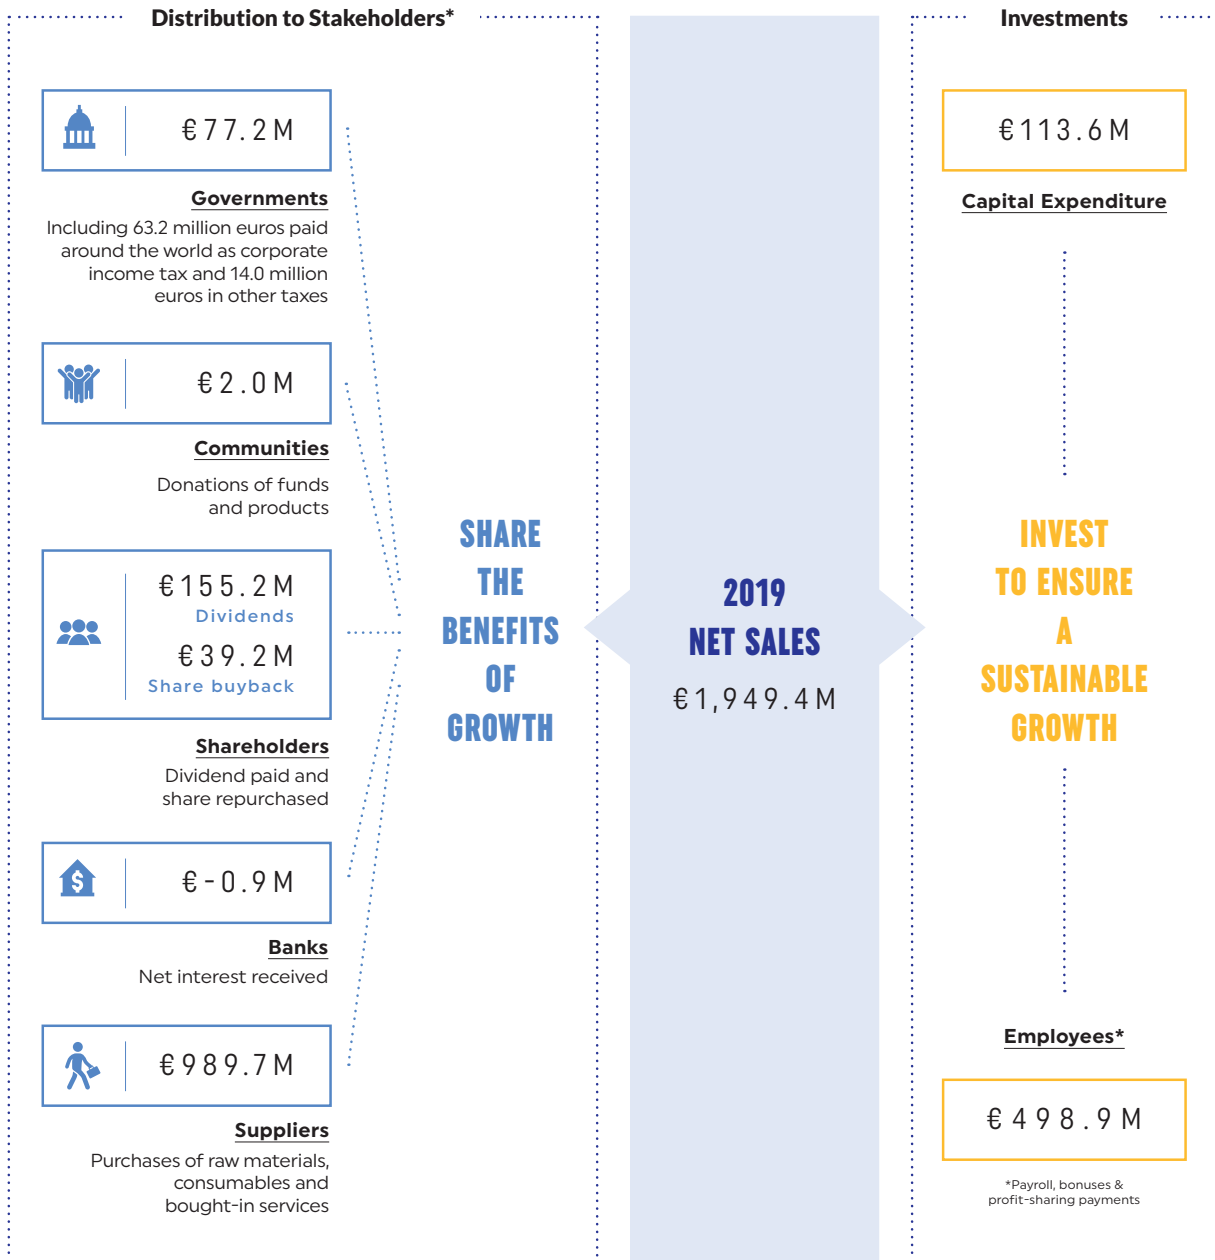 Distribution to Stakeholders*
€77.2M
Governments
Including 63.2 million euros paid
around the world as corporate
income tax and 14.0 million
euros in other taxes
€2.0M
Communities
Donations of funds
and products
€155.2M
Dividends
€39.2M
Share buyback
Shareholders
Dividend paid and
share repurchased
$
€-0.9M
Banks
Net interest received
€989.7M
Suppliers
Purchases of raw materials,
consumables and
bought-in services
SHARE
THE
BENEFITS
OF
GROWTH
2019
NET SALES
€1,949.4M
Investments
€113.6M
Capital Expenditure
INVEST
TO ENSURE
A
SUSTAINABLE
GROWTH
Employees*
€498.9M
*Payroll, bonuses &
profit-sharing payments